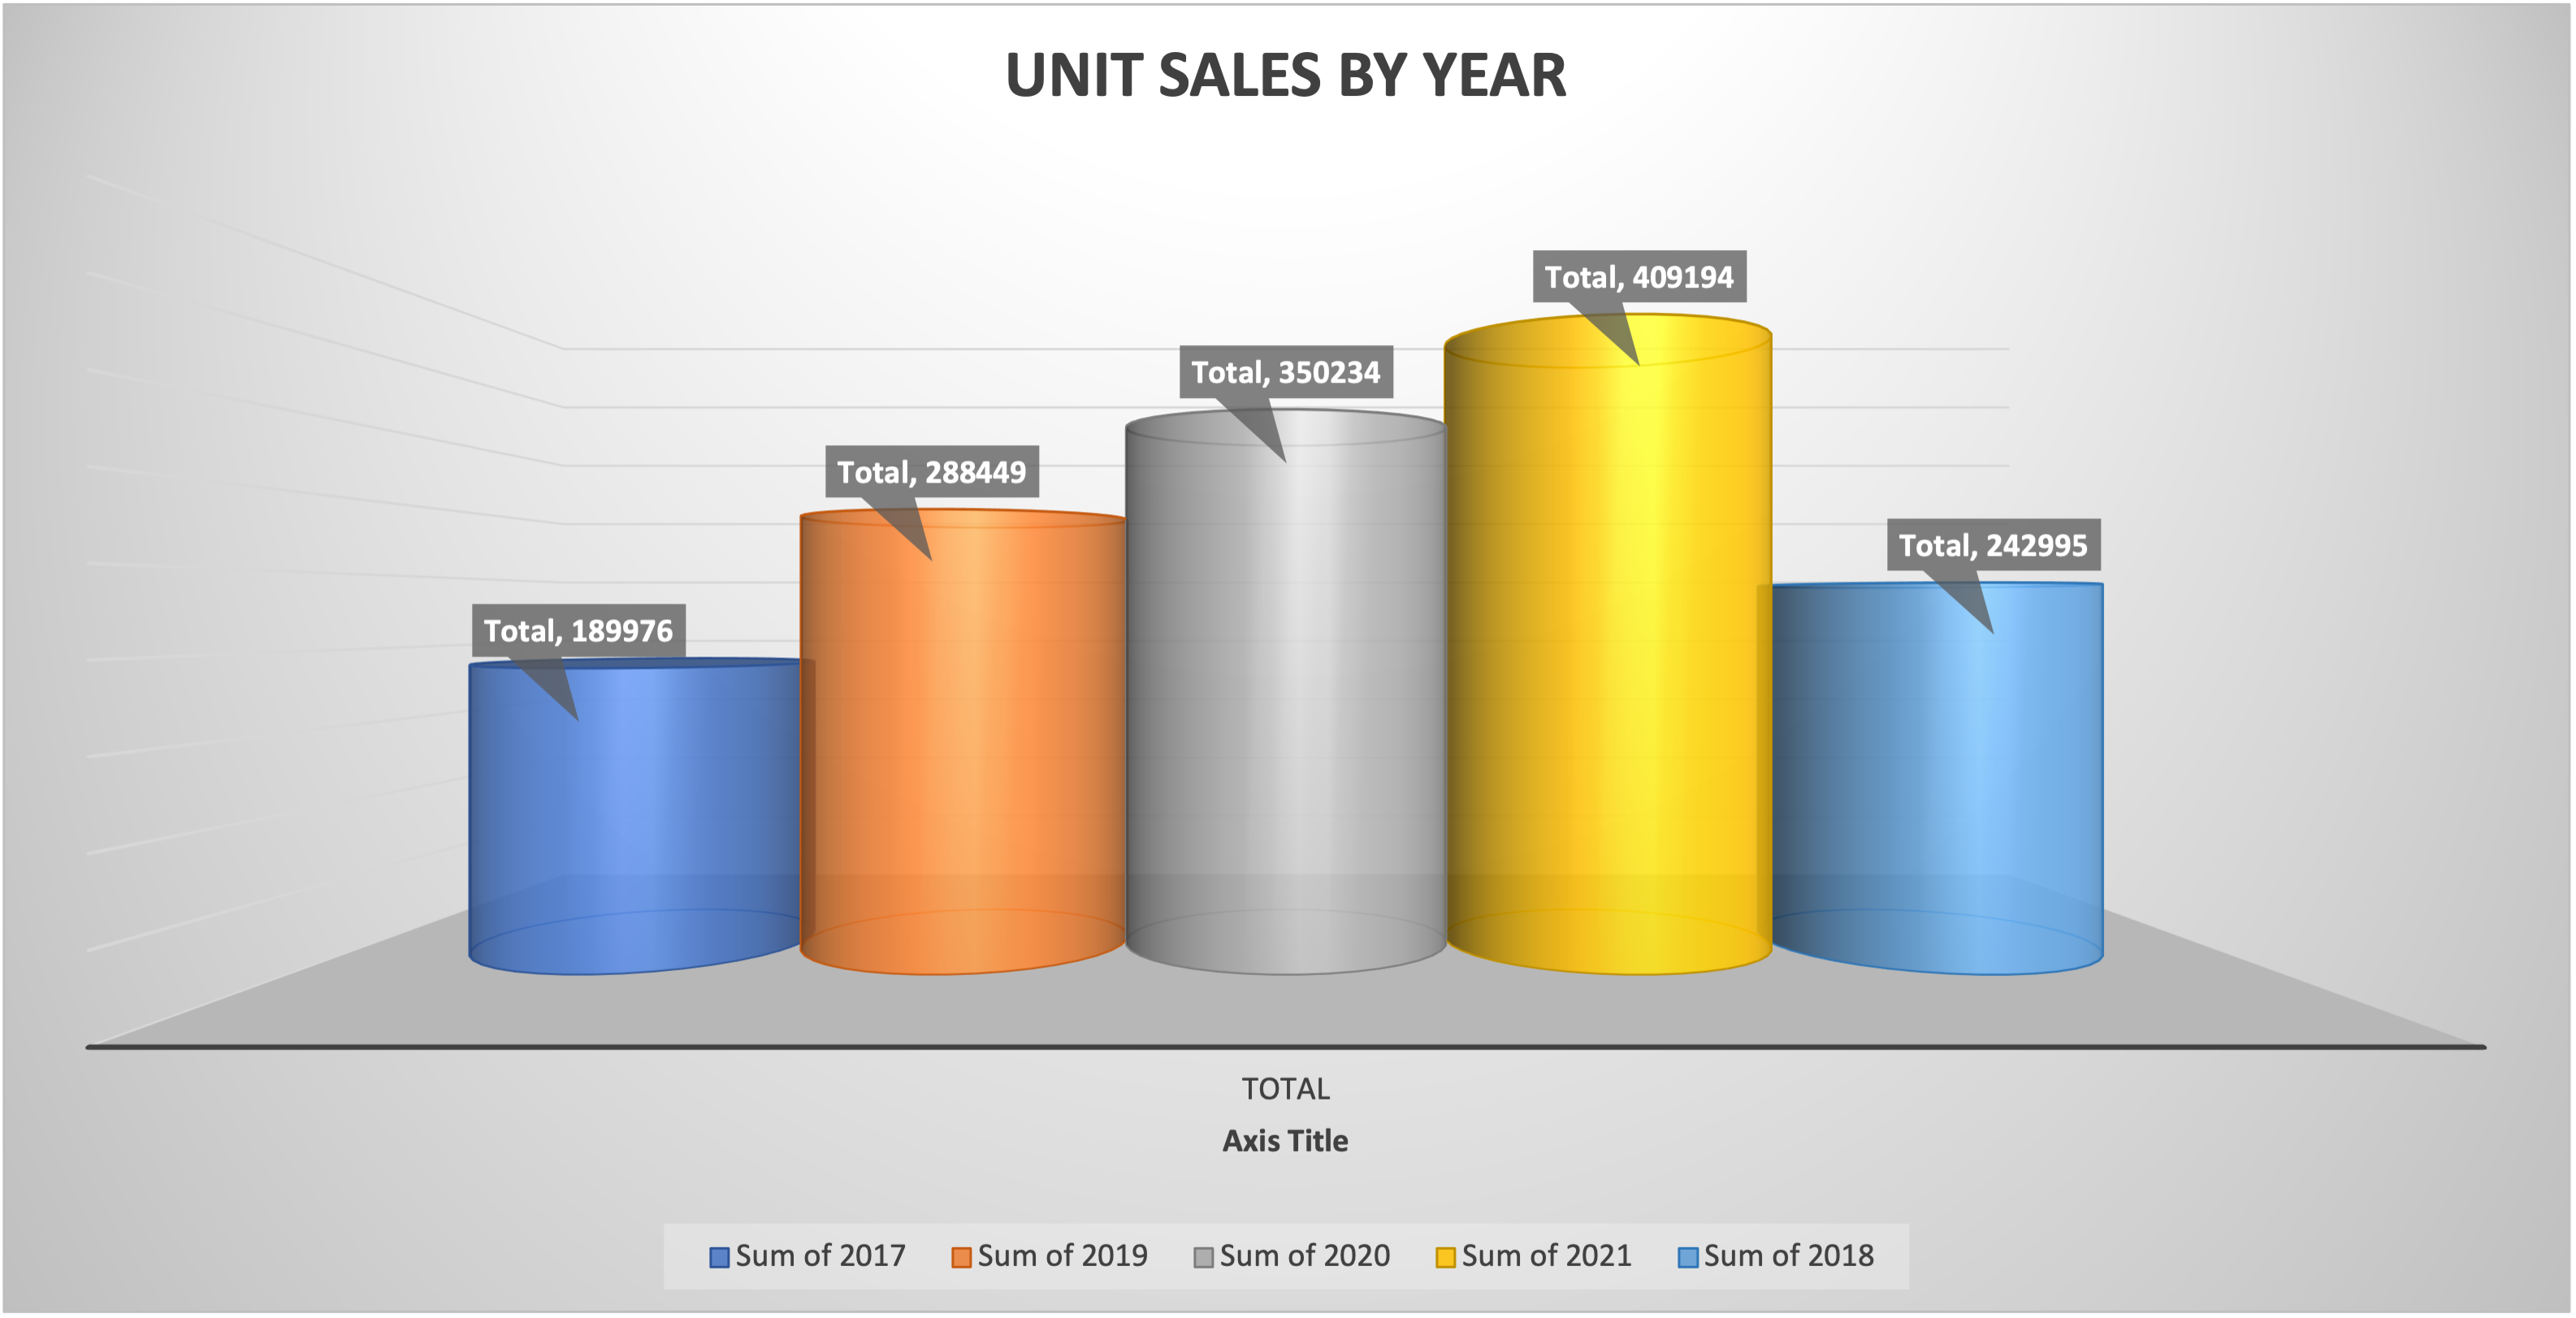 UNIT SALES BY YEAR
Total, 409194
Total, 350234
Total, 288449
Total, 242995
Total, 189976
TOTAL
Axis Title
Sum of 2017 Sum of 2019 Sum of 2020 Sum of 2021 Sum of 2018